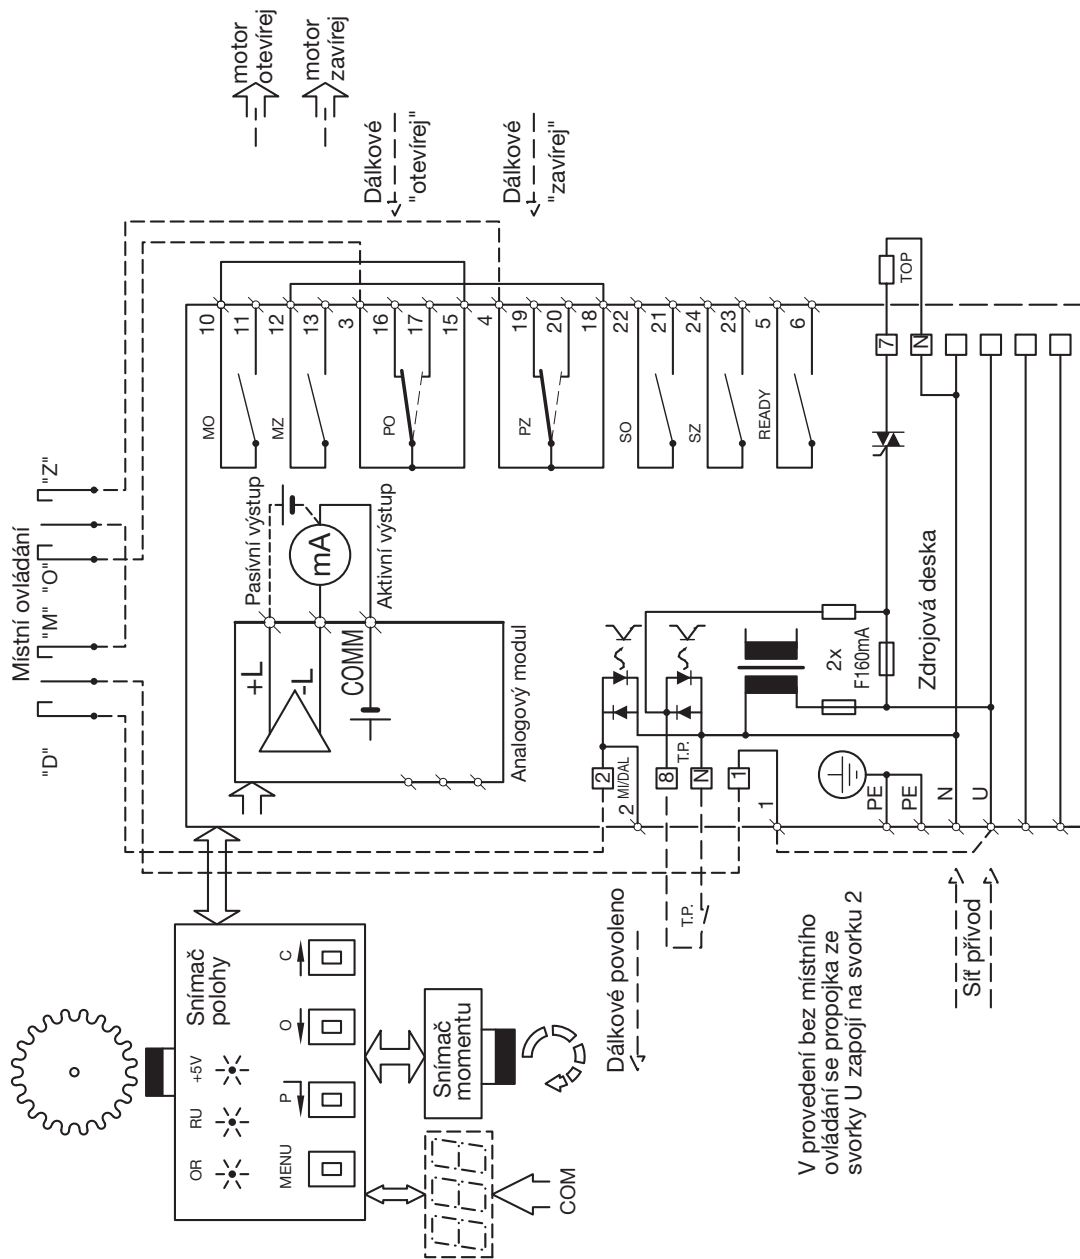 Místní ovládání
"D"
"M"
"O"
"Z"
motor
otevírej
motor
zavírej
Dálkové
"otevírej"
Dálkové
"zavírej"
Snímač
polohy
OR
RU
+5V
MENU
P
O
C
Snímač
momentu
COM
Analogový modul
+L
-L
COMM
Pasívní výstup
mA
Aktivní výstup
MO
10
11
MZ
12
13
PO
3
16
17
15
PZ
4
19
20
18
SO
22
21
SZ
24
23
READY
5
6
TOP
7
N
Dálkové povoleno
2
MI/DAL
2
8
T.P.
N
1
1
T.P.
2x
F160mA
Zdrojová deska
PE
PE
N
U
Síť přívod
V provedení bez místního
ovládání se propojka ze
svorky U zapojí na svorku 2